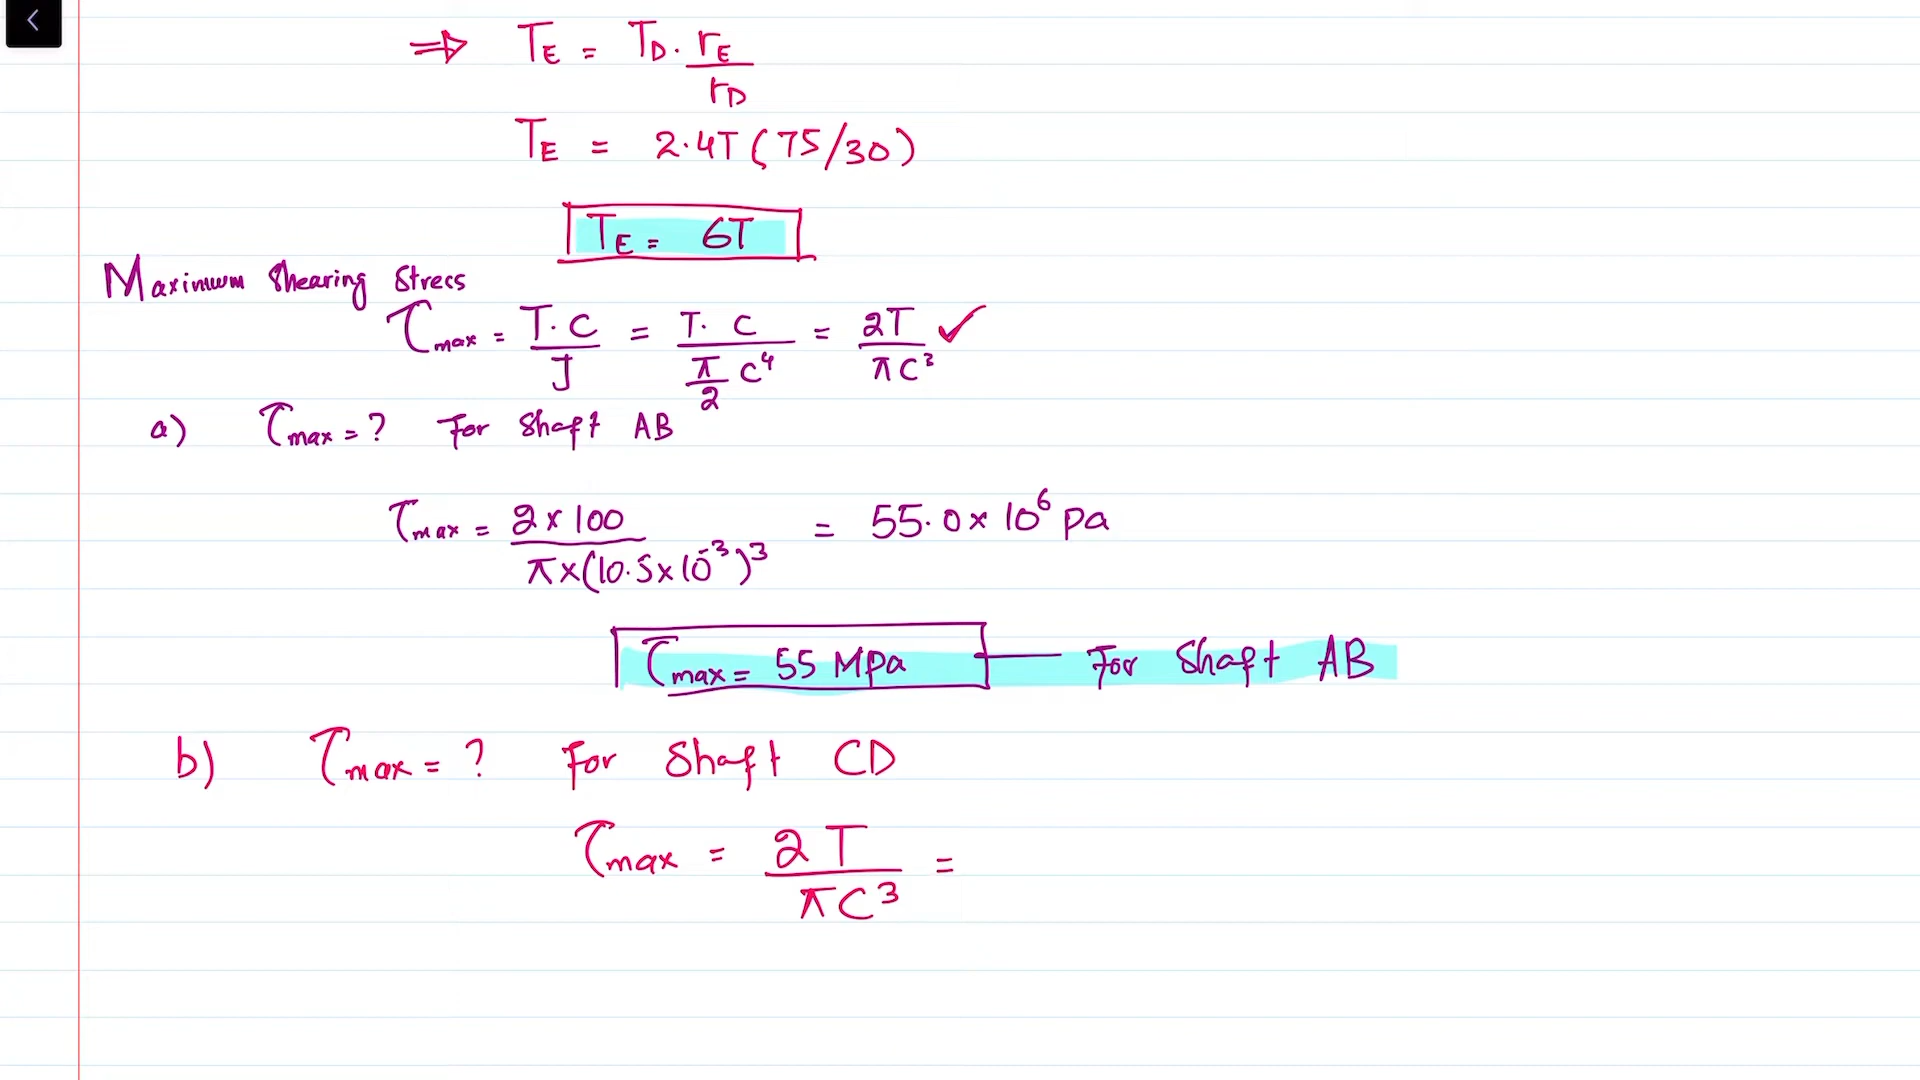 ⇒ T_E = T_D · r_E / r_D
T_E = 2.4T (75/30)
T_E = 6T
Maximum Shearing Stress
τ_max = T·C / J = T· C / (π/2 C⁴) = 2T / πC³ ✓
a) τ_max = ? For Shaft AB
τ_max = 2 × 100 / π×(10.5×10⁻³)³ = 55.0 × 10⁶ pa
τ_max = 55 MPa — For Shaft AB
b) τ_max = ? For Shaft CD
τ_max = 2T / πC³ =